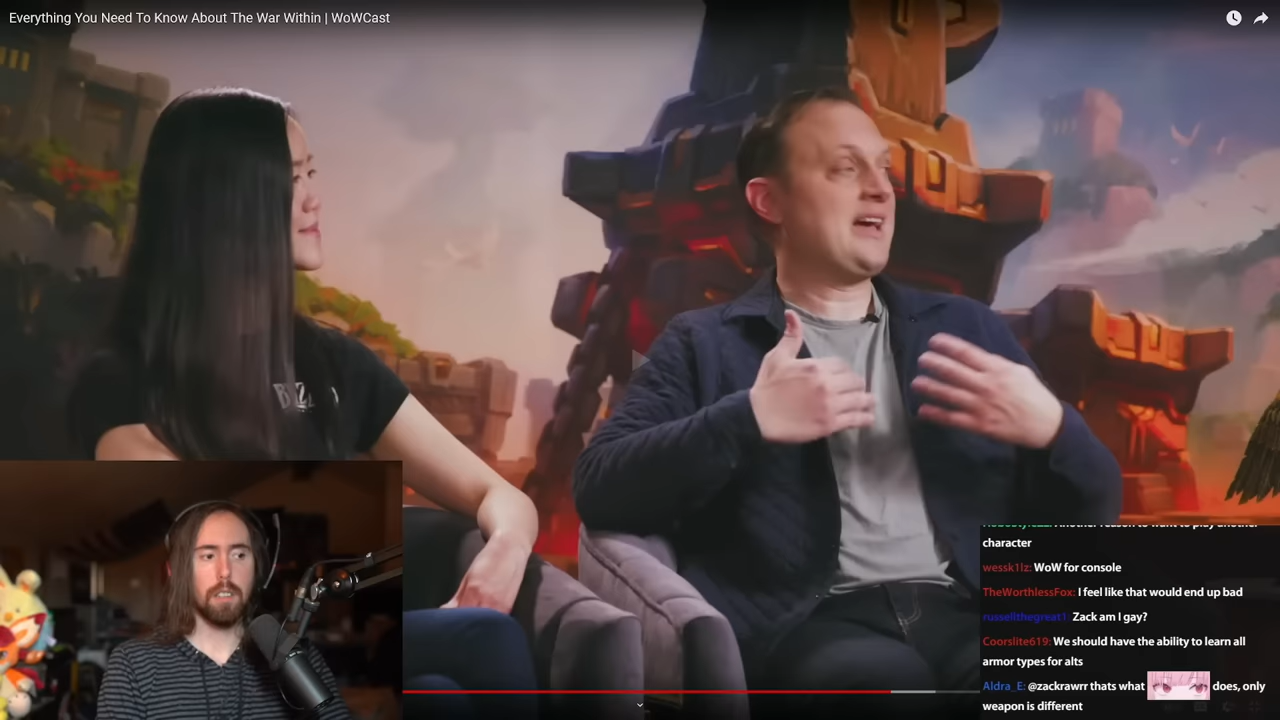 Everything You Need To Know About The War Within | WoWCast
character
wessk1lz: WoW for console
TheWorthlessFox: I feel like that would end up bad
russellthegreat1: Zack am I gay?
Coorslite619: We should have the ability to learn all
armor types for alts
Aldra_E: @zackrawrr thats what does, only
weapon is different